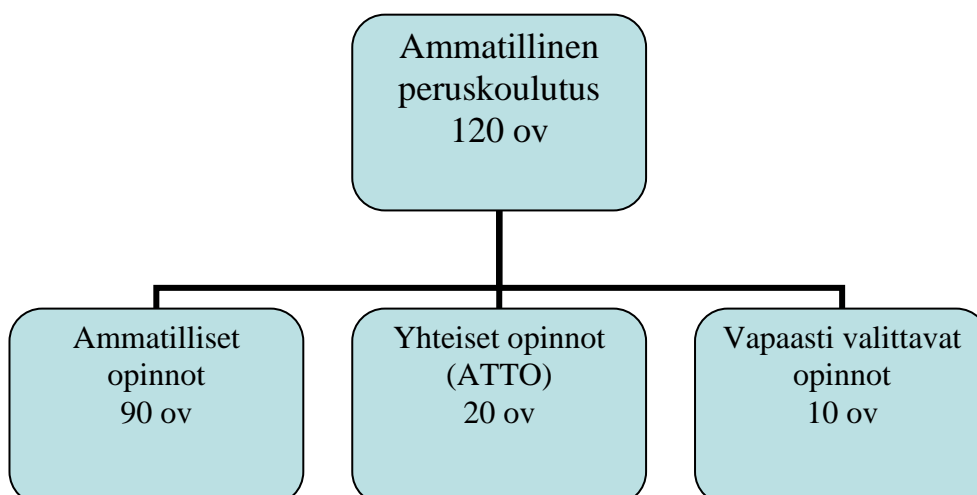 Ammatillinen
peruskoulutus
120 ov
Ammatilliset
opinnot
90 ov
Yhteiset opinnot
(ATTO)
20 ov
Vapaasti valittavat
opinnot
10 ov